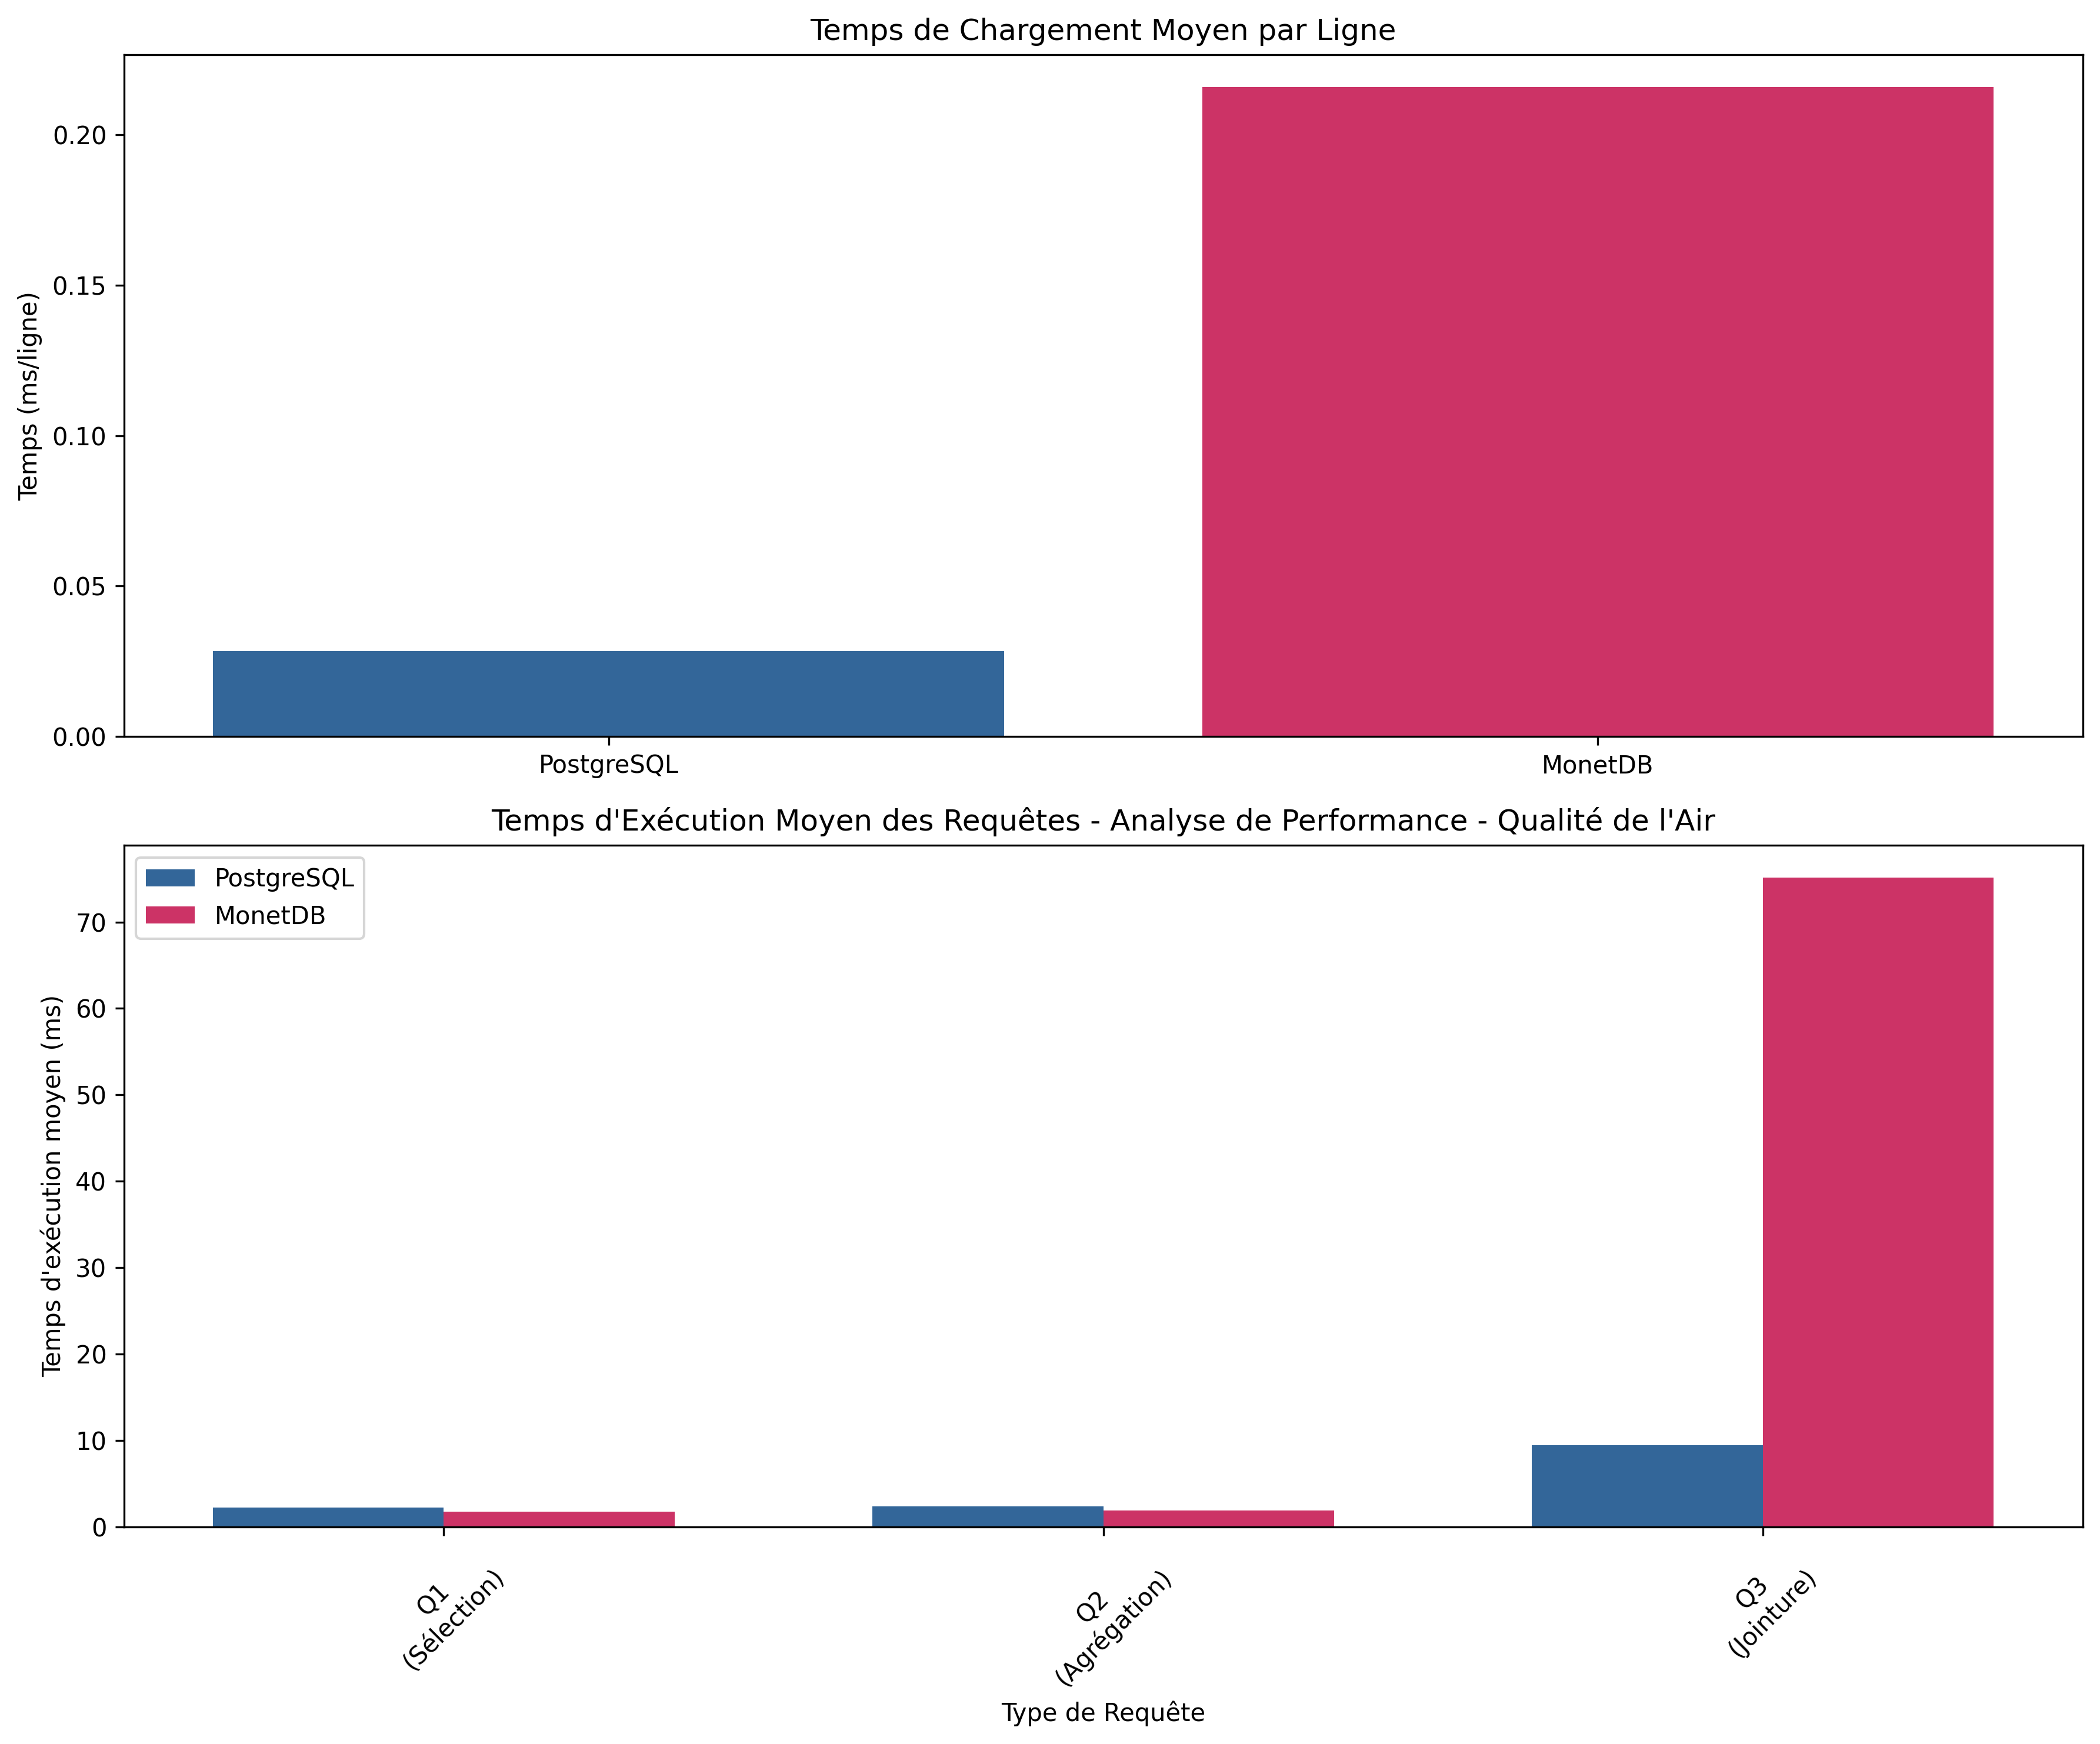 Temps de Chargement Moyen par Ligne
Temps (ms/ligne)
0.20
0.15
0.10
0.05
0.00
PostgreSQL
MonetDB
Temps d'Exécution Moyen des Requêtes - Analyse de Performance - Qualité de l'Air
PostgreSQL
MonetDB
Temps d'exécution moyen (ms)
70
60
50
40
30
20
10
0
Q1
(Sélection)
Q2
(Agrégation)
Q3
(Jointure)
Type de Requête